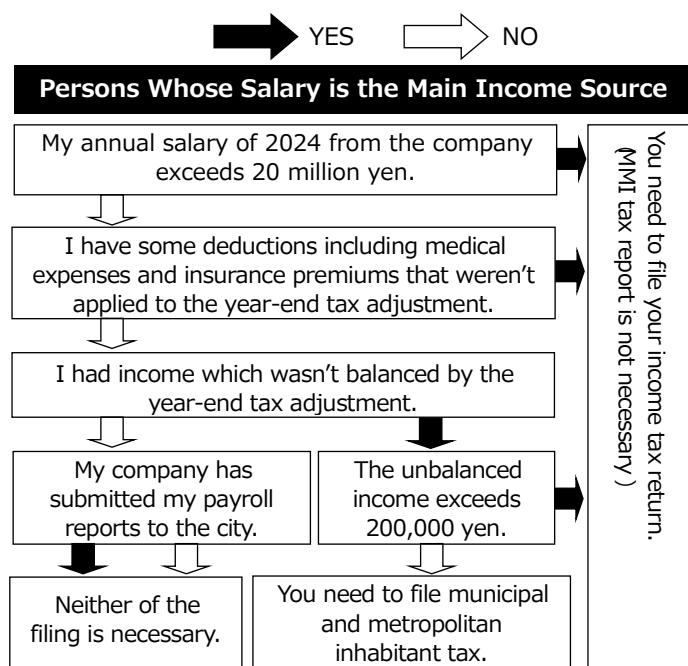 YES
NO
Persons Whose Salary is the Main Income Source
My annual salary of 2024 from the company
exceeds 20 million yen.
I have some deductions including medical
expenses and insurance premiums that weren't
applied to the year-end tax adjustment.
I had income which wasn't balanced by the
year-end tax adjustment.
My company has
submitted my payroll
reports to the city.
The unbalanced
income exceeds
200,000 yen.
Neither of the
filing is necessary.
You need to file municipal
and metropolitan
inhabitant tax.
You need to file your income tax return.
(MMI tax report is not necessary)